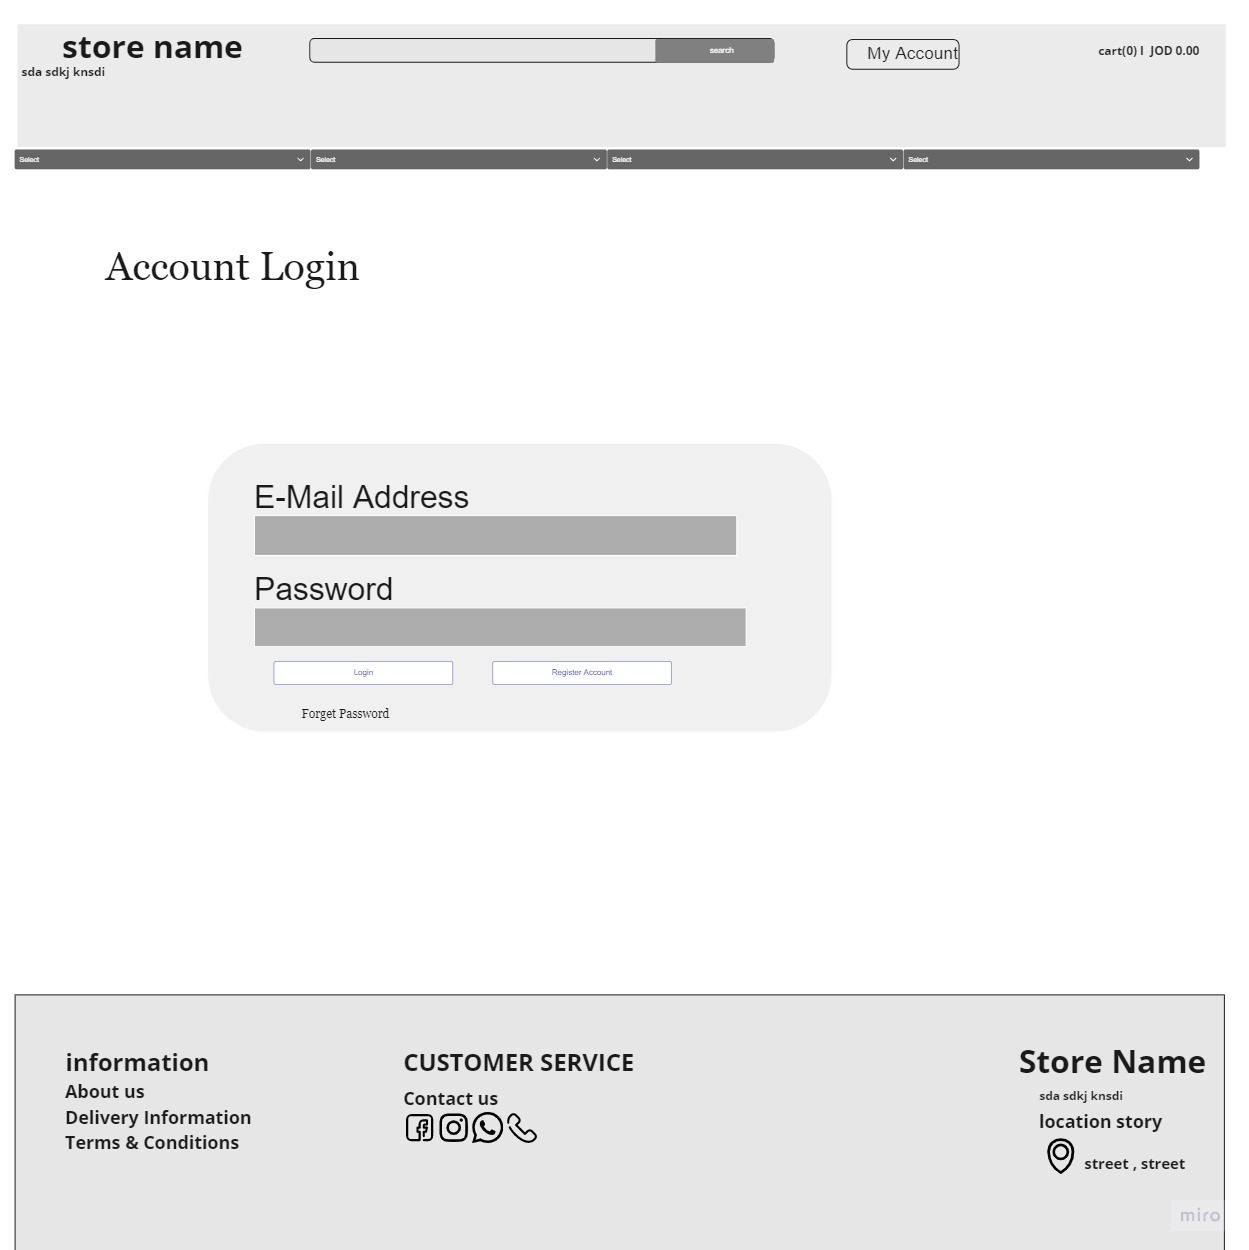 store name
sda sdkj knsdi
search
My Account
cart(0) I JOD 0.00
Select
Select
Select
Select
Account Login
E-Mail Address
Password
Login
Register Account
Forget Password
information
About us
Delivery Information
Terms & Conditions
CUSTOMER SERVICE
Contact us
Store Name
sda sdkj knsdi
location story
street , street
miro